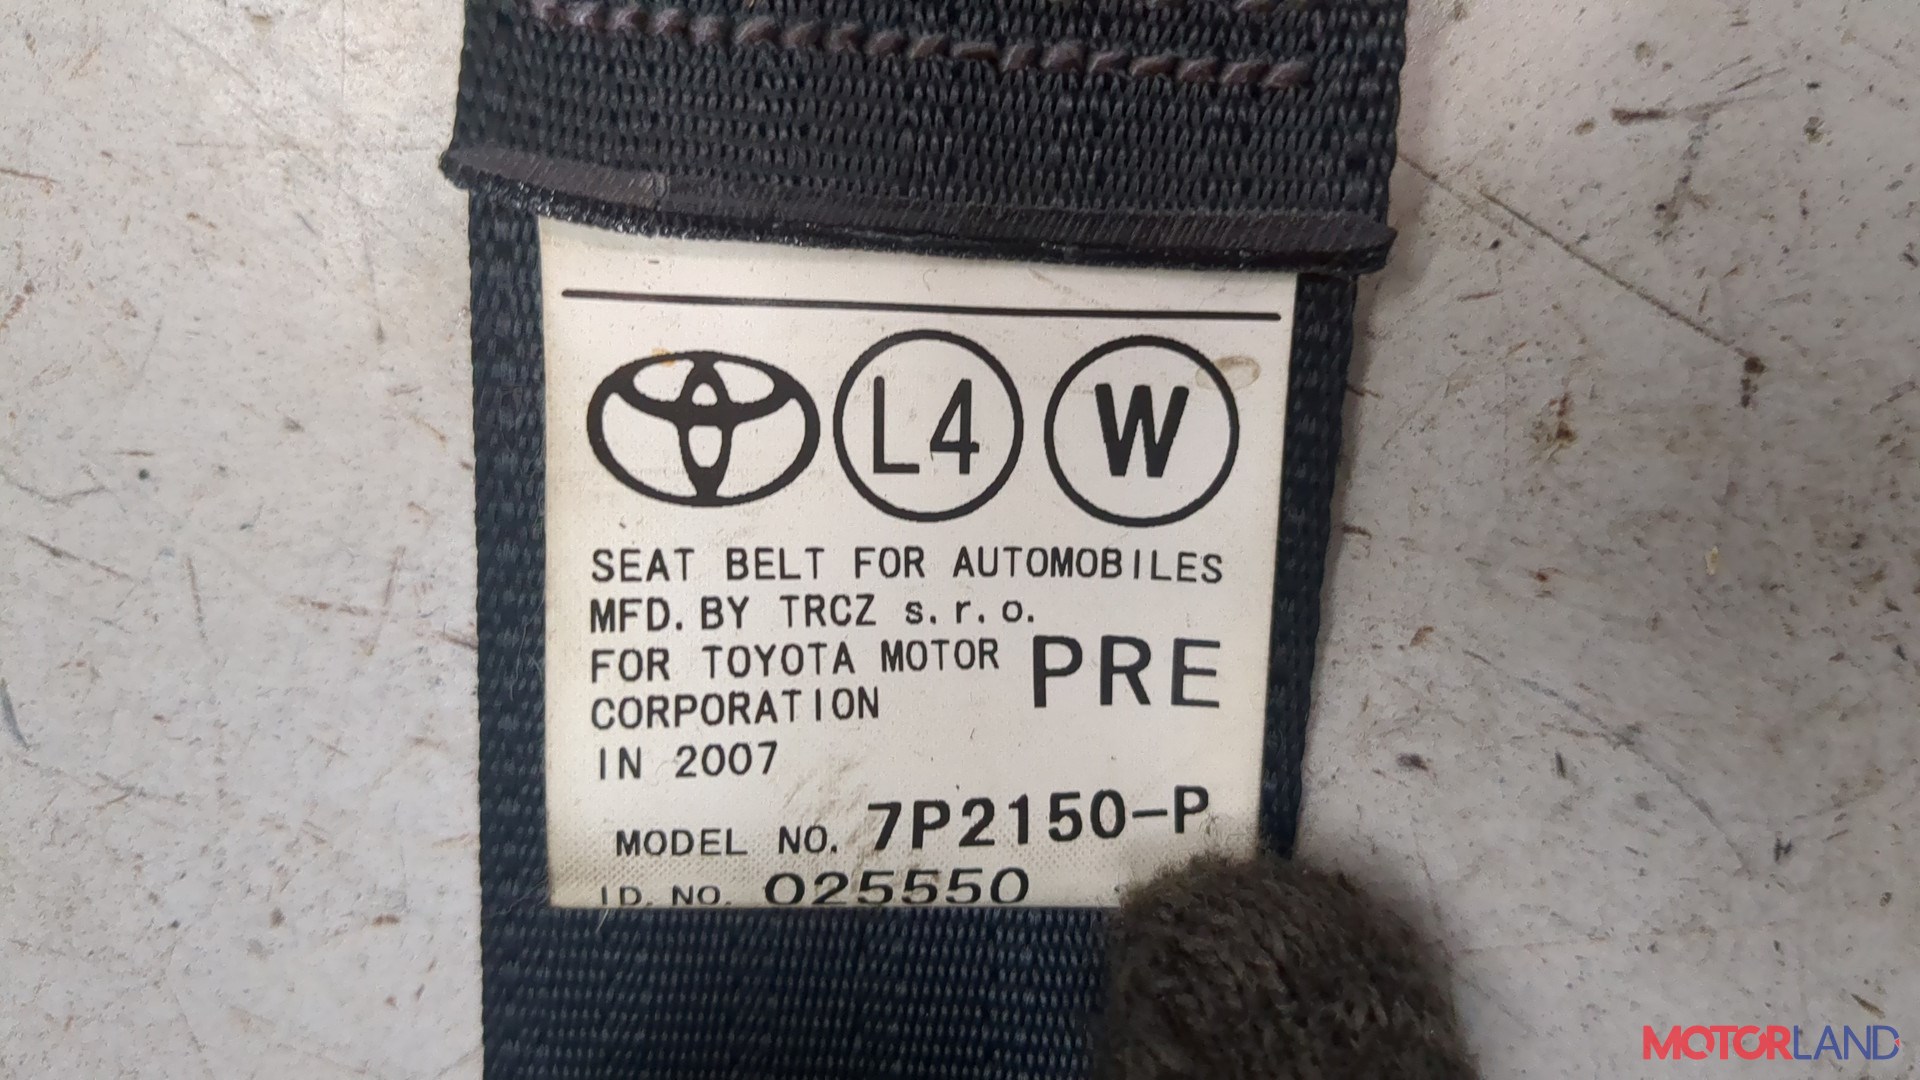 L4 W
SEAT BELT FOR AUTOMOBILES
MFD. BY TRCZ s. r. o.
FOR TOYOTA MOTOR PRE
CORPORATION
IN 2007
MODEL NO. 7P2150-P
ID. NO. 025550
MOTORLAND